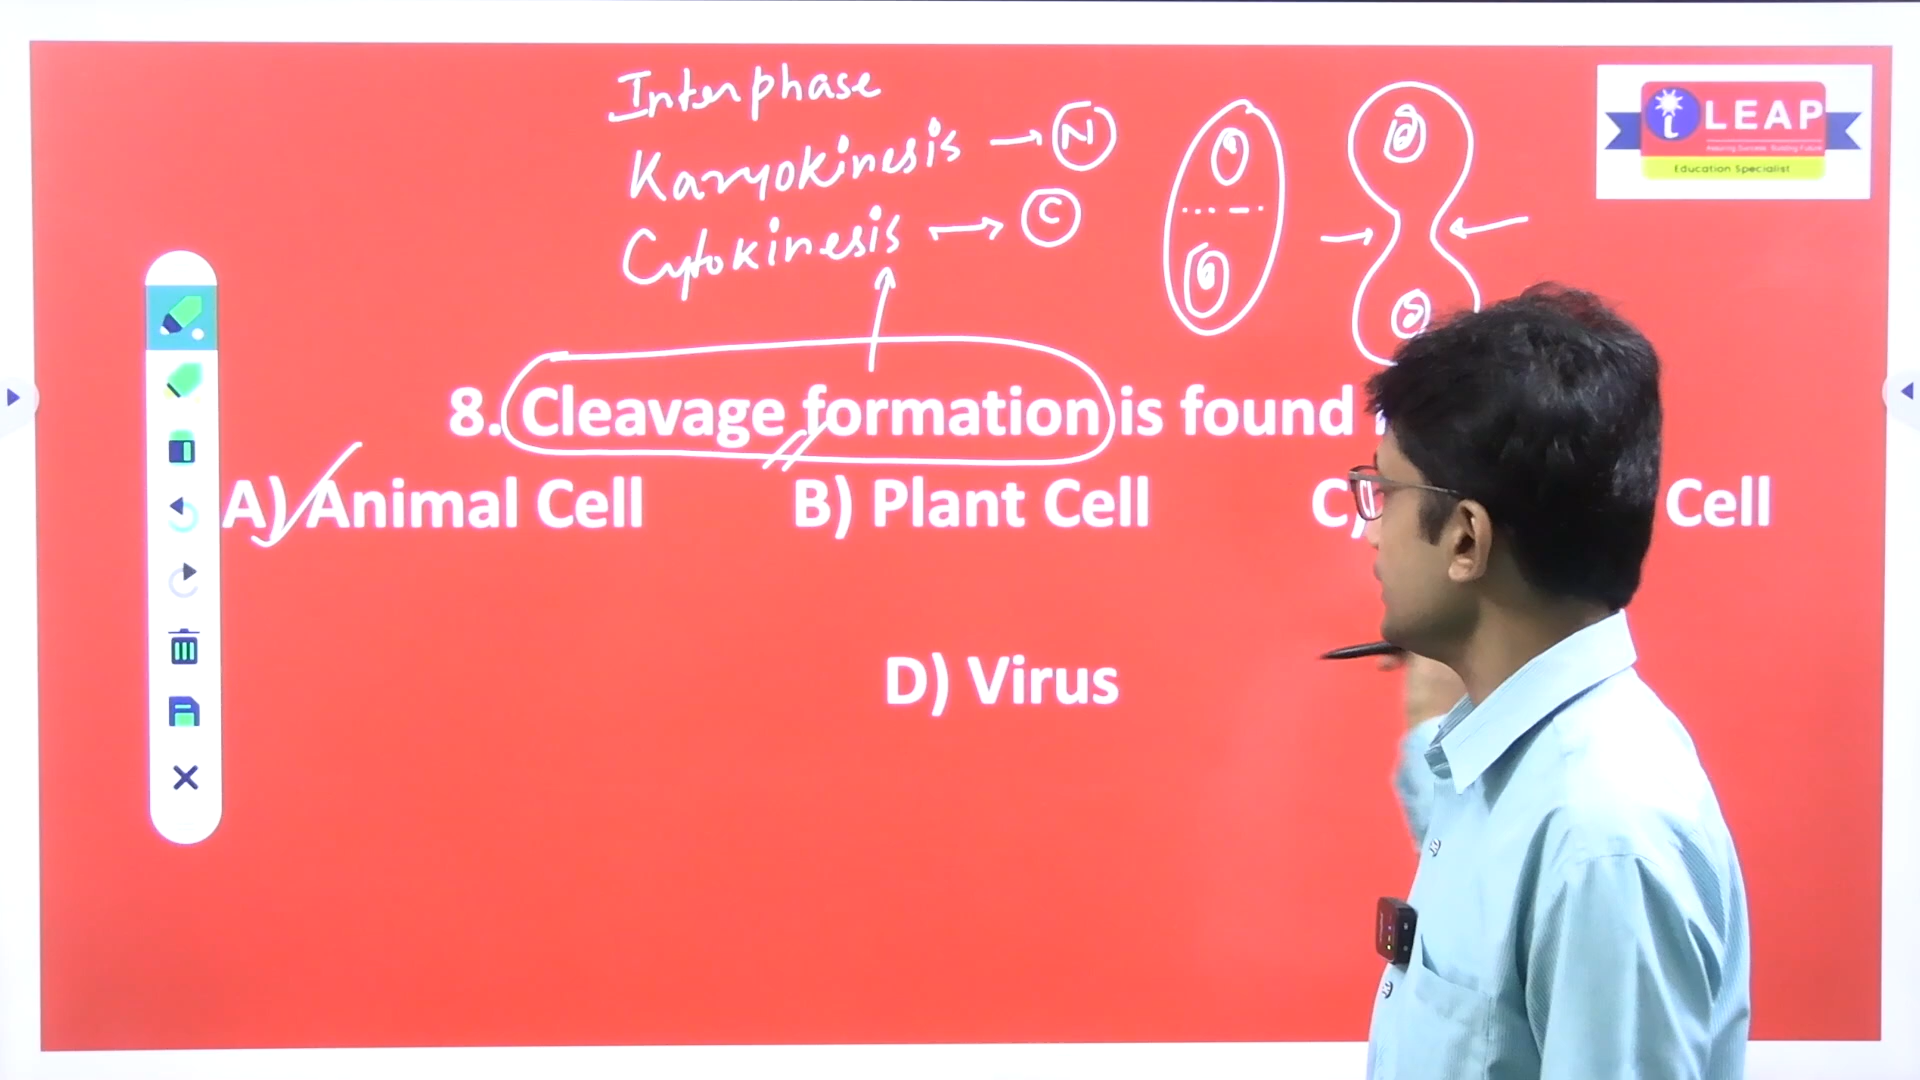 Interphase
Karyokinesis → N
Cytokinesis → C
i LEAP
Education Specialist
8. Cleavage formation is found
A) Animal Cell B) Plant Cell C) Cell
D) Virus